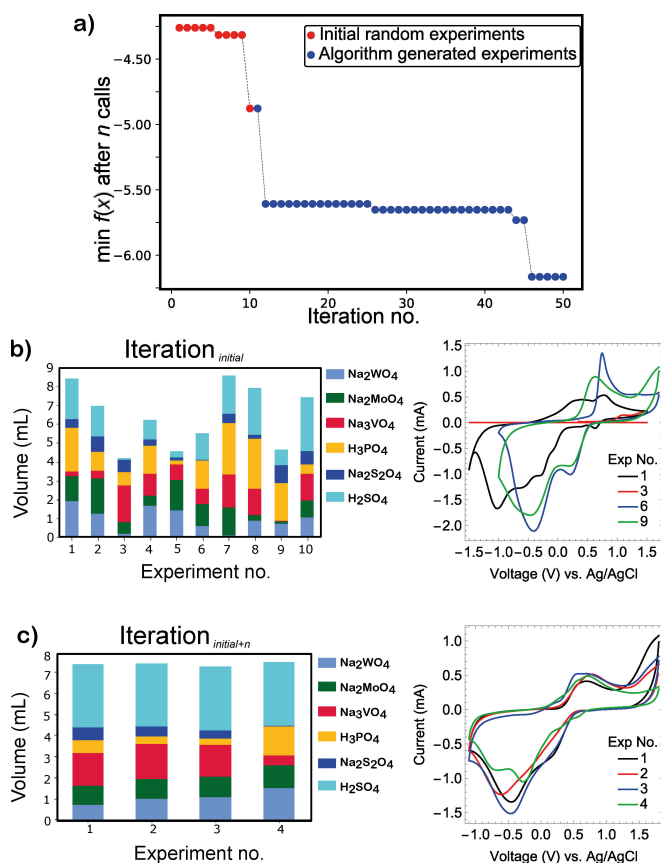 a)
Initial random experiments
Algorithm generated experiments
min f(x) after n calls
−4.50
−5.00
−5.50
−6.00
0 10 20 30 40 50
Iteration no.
b)
Iteration initial
Volume (mL)
9
8
7
6
5
4
3
2
1
0
1 2 3 4 5 6 7 8 9 10
Experiment no.
Na2WO4
Na2MoO4
Na3VO4
H3PO4
Na2S2O4
H2SO4
Current (mA)
1.5
1.0
0.5
0.0
−0.5
−1.0
−1.5
−2.0
Exp No.
1
3
6
9
−1.5 −1.0 −0.5 0.0 0.5 1.0 1.5
Voltage (V) vs. Ag/AgCl
c)
Iteration initial+n
Volume (mL)
8
7
6
5
4
3
2
1
0
1 2 3 4
Experiment no.
Na2WO4
Na2MoO4
Na3VO4
H3PO4
Na2S2O4
H2SO4
Current (mA)
1.0
0.5
0.0
−0.5
−1.0
−1.5
Exp No.
1
2
3
4
−1.0 −0.5 0.0 0.5 1.0 1.5
Voltage (V) vs. Ag/AgCl